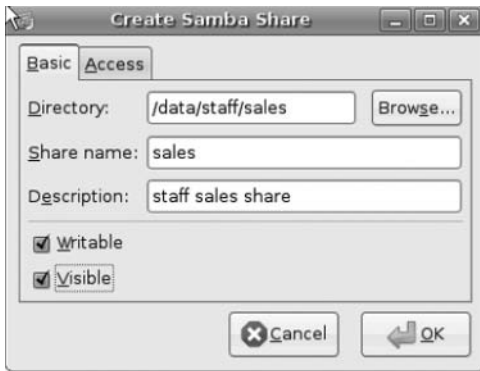 Create Samba Share
Basic Access
Directory: /data/staff/sales Browse...
Share name: sales
Description: staff sales share
Writable
Visible
Cancel OK